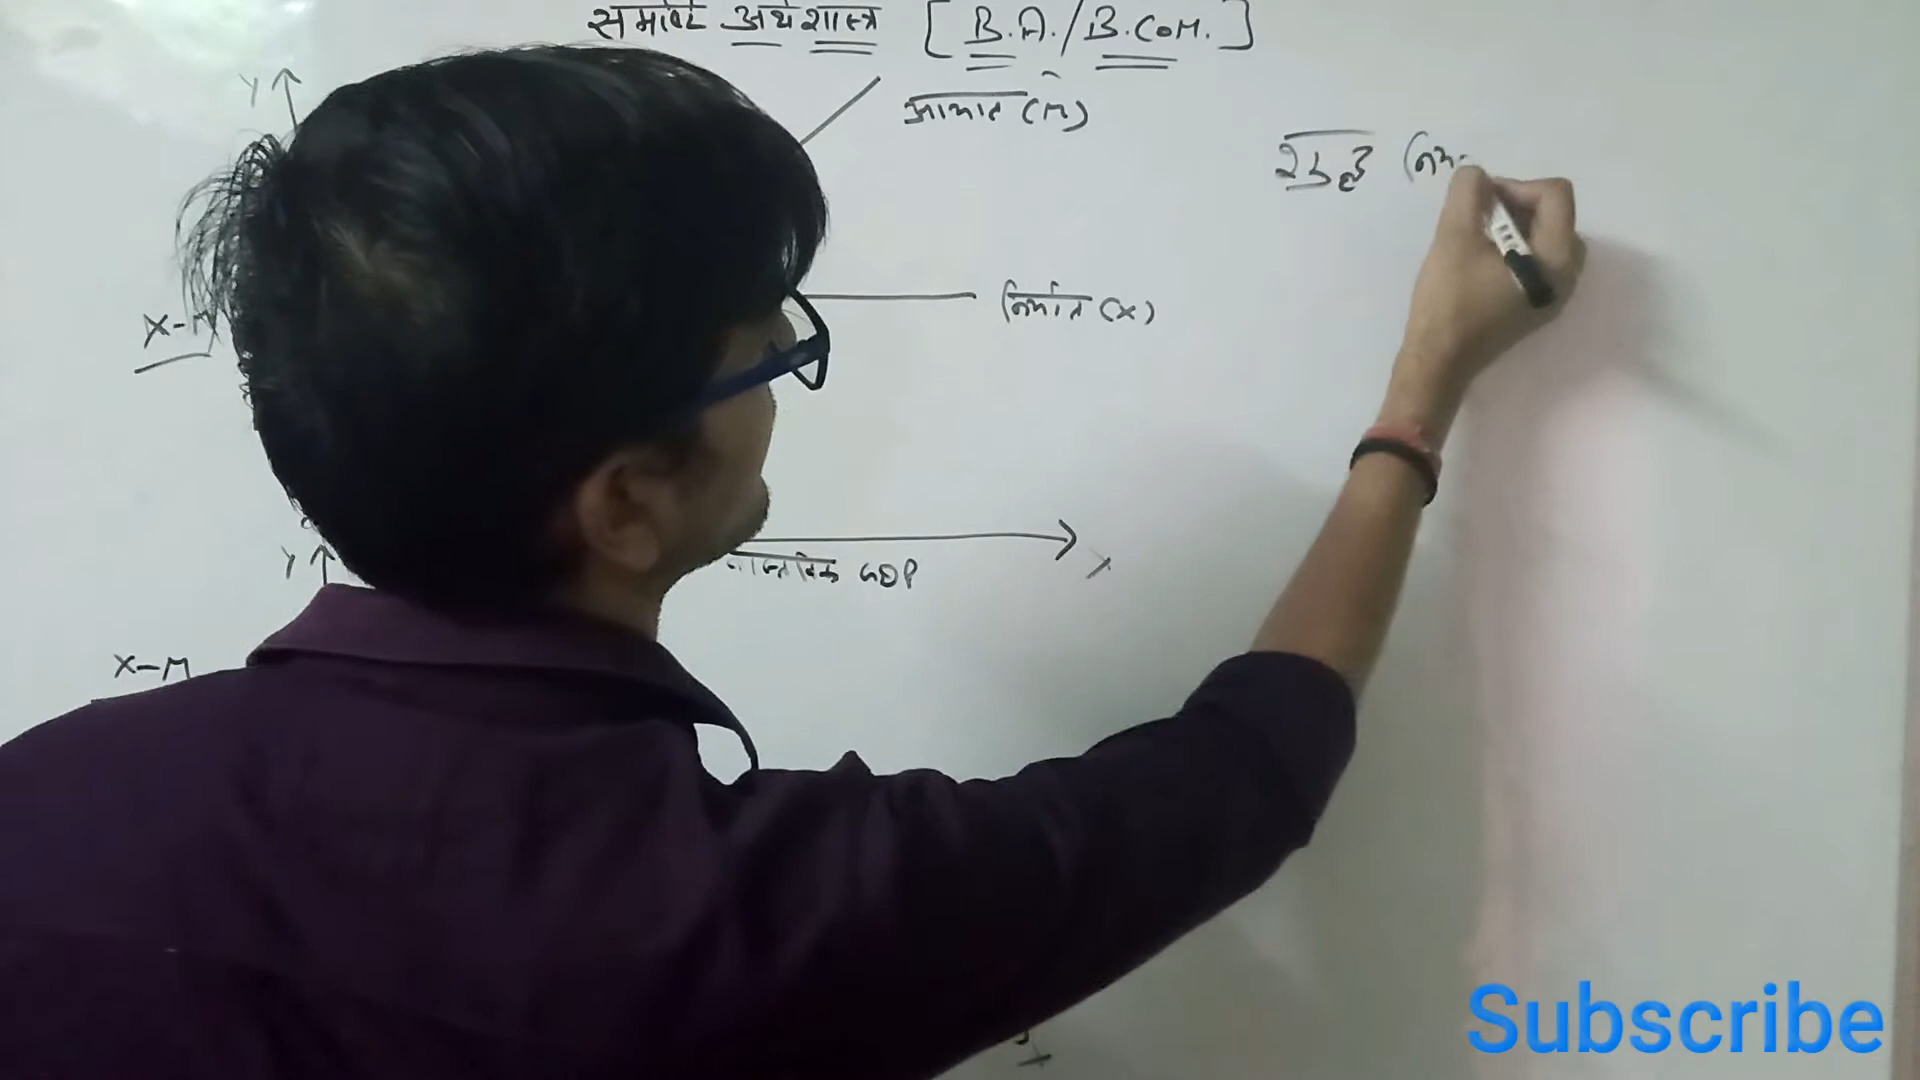 समष्टि अर्थशास्त्र [B.A./B.COM.]
Y
आयात (M)
शुद्ध
X-M
निर्यात (X)
X
Y
वास्तविक GDP
X-M
Subscribe